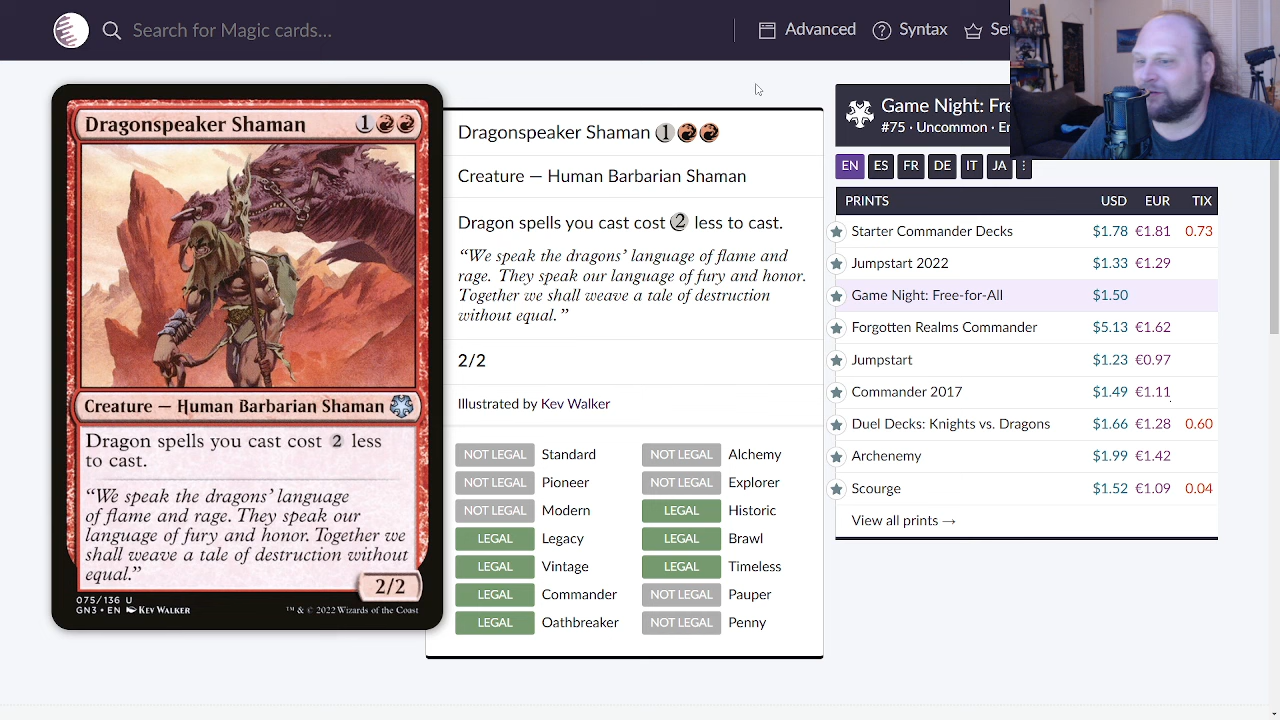 Search for Magic cards…
Advanced
Syntax
Dragonspeaker Shaman 1
Creature — Human Barbarian Shaman
Dragon spells you cast cost 2 less
to cast.
“We speak the dragons’ language
of flame and rage. They speak our
language of fury and honor. Together we
shall weave a tale of destruction without
equal.”
2/2
075/136 U
GN3 • EN Kev Walker
™ & © 2022 Wizards of the Coast
Dragonspeaker Shaman 1
Creature — Human Barbarian Shaman
Dragon spells you cast cost 2 less to cast.
“We speak the dragons’ language of flame and
rage. They speak our language of fury and honor.
Together we shall weave a tale of destruction
without equal.”
2/2
Illustrated by Kev Walker
NOT LEGAL Standard NOT LEGAL Alchemy
NOT LEGAL Pioneer NOT LEGAL Explorer
NOT LEGAL Modern LEGAL Historic
LEGAL Legacy LEGAL Brawl
LEGAL Vintage LEGAL Timeless
LEGAL Commander NOT LEGAL Pauper
LEGAL Oathbreaker NOT LEGAL Penny
Game Night:
#75 · Uncommon
EN ES FR DE IT JA
PRINTS USD EUR TIX
Starter Commander Decks $1.78 €1.81 0.73
Jumpstart 2022 $1.33 €1.29
Game Night: Free-for-All $1.50
Forgotten Realms Commander $5.13 €1.62
Jumpstart $1.23 €0.97
Commander 2017 $1.49 €1.11
Duel Decks: Knights vs. Dragons $1.66 €1.28 0.60
Archenemy $1.99 €1.42
Scourge $1.52 €1.09 0.04
View all prints →